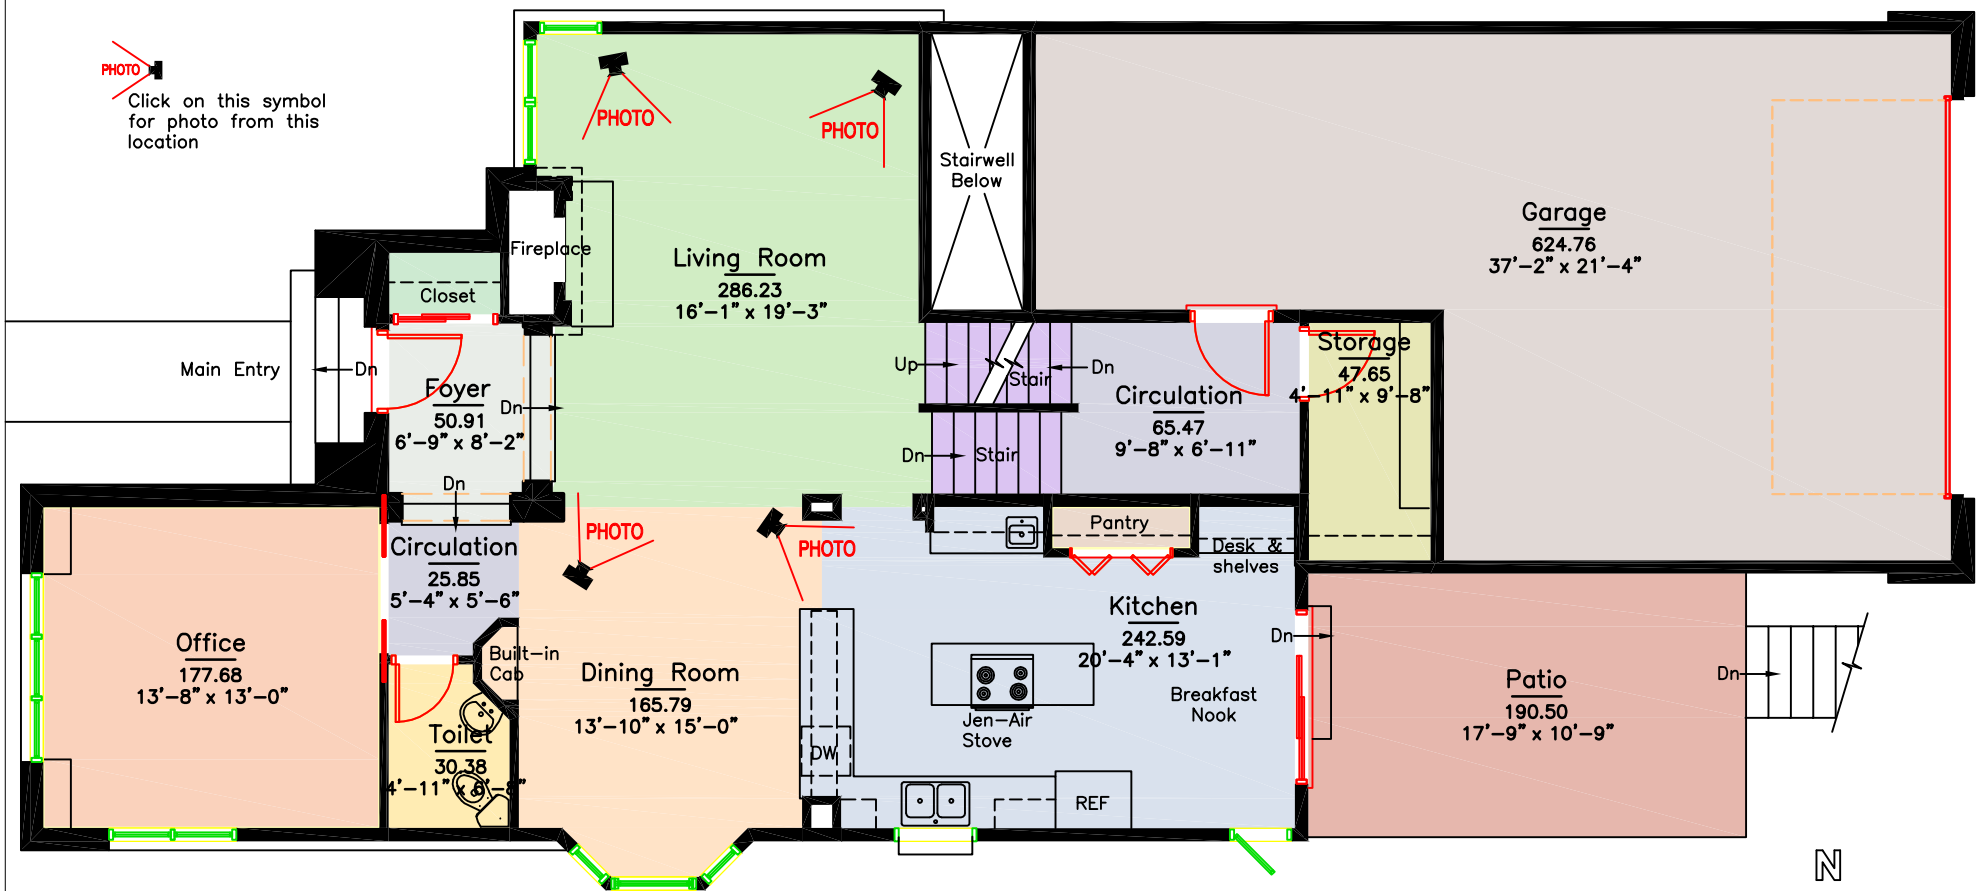 PHOTO
Click on this symbol
for photo from this
location
PHOTO
PHOTO
Stairwell
Below
Garage
624.76
37'-2" x 21'-4"
Fireplace
Living Room
286.23
16'-1" x 19'-3"
Closet
Main Entry
Dn
Foyer
50.91
6'-9" x 8'-2"
Dn
Dn
Up
Stair
Dn
Circulation
65.47
9'-8" x 6'-11"
Storage
47.65
4'-11" x 9'-8"
Dn
Stair
PHOTO
PHOTO
Pantry
Desk &
shelves
Circulation
25.85
5'-4" x 5'-6"
Office
177.68
13'-8" x 13'-0"
Built-in
Cab
Dining Room
165.79
13'-10" x 15'-0"
Kitchen
242.59
20'-4" x 13'-1"
Dn
Breakfast
Nook
Jen-Air
Stove
Patio
190.50
17'-9" x 10'-9"
Dn
Toilet
30.38
4'-11" x 6'-8"
DW
REF
N